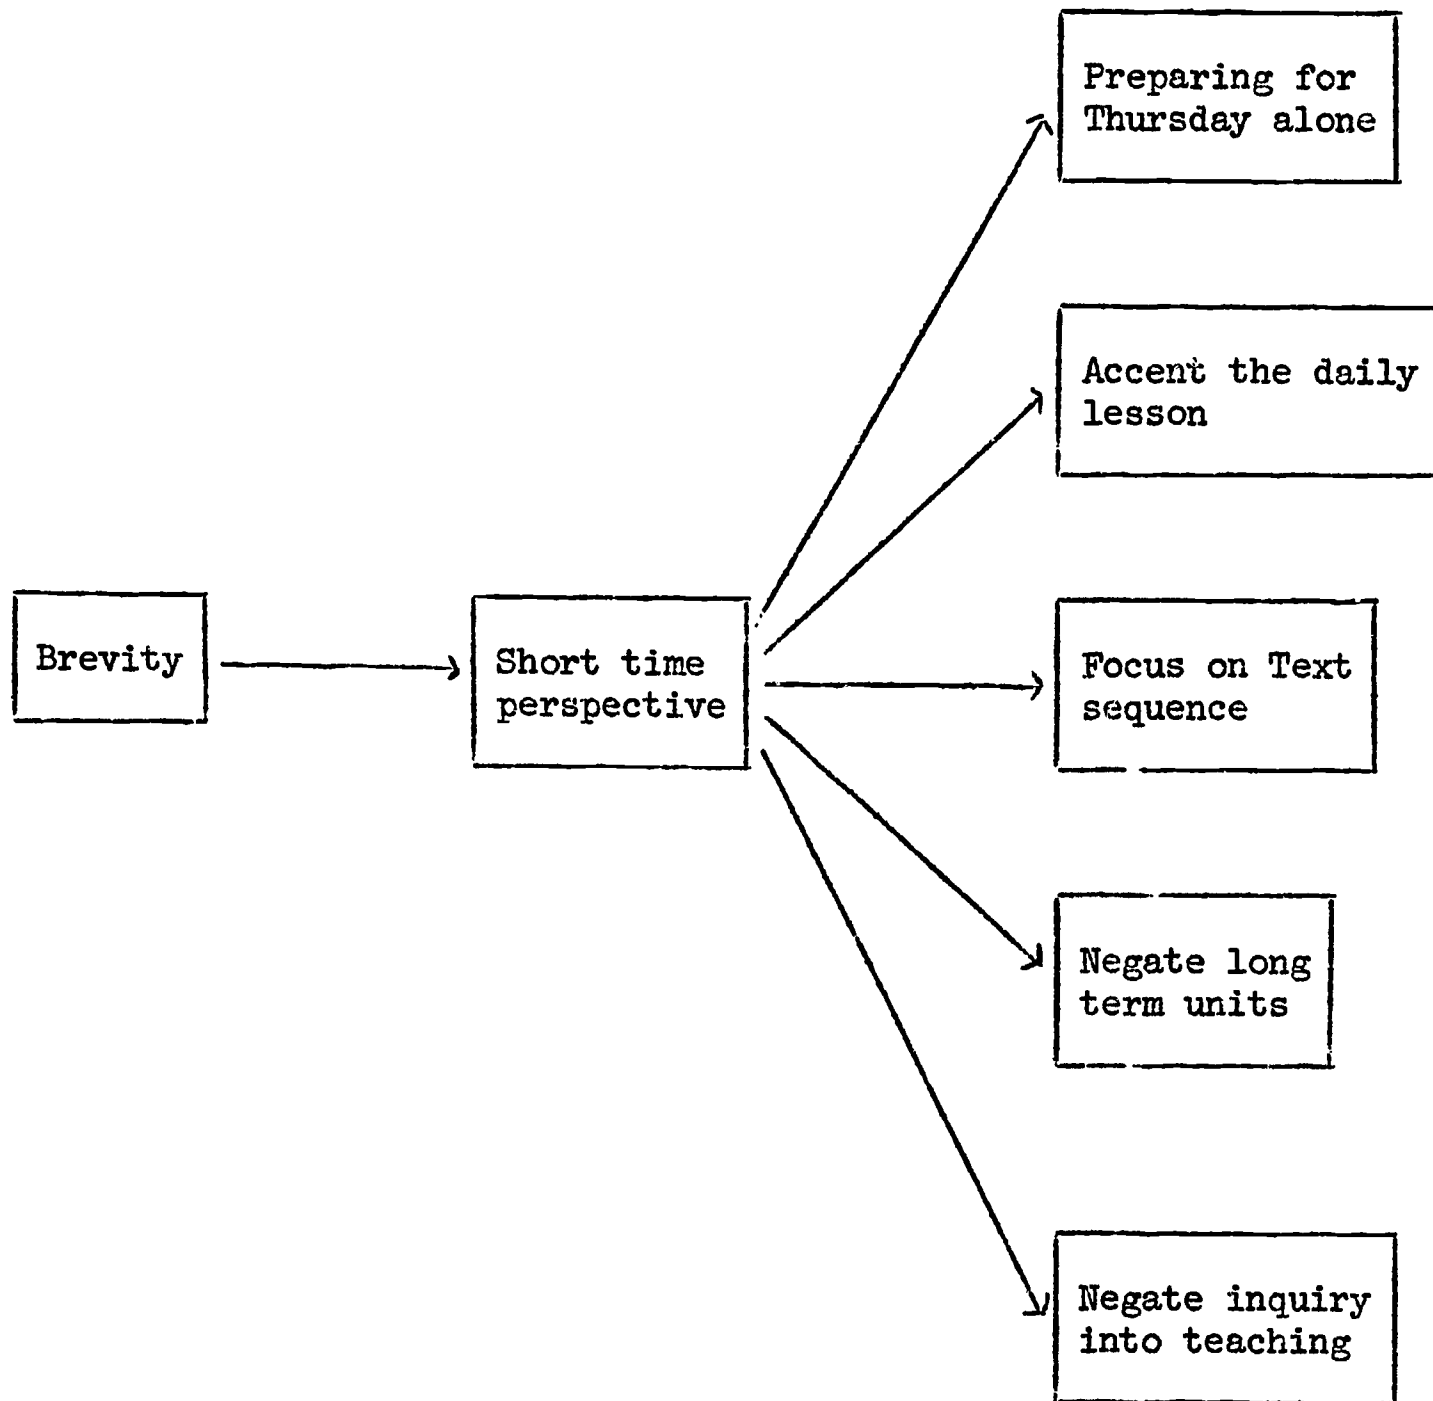 Preparing for
Thursday alone
Accent the daily
lesson
Brevity
Short time
perspective
Focus on Text
sequence
Negate long
term units
Negate inquiry
into teaching